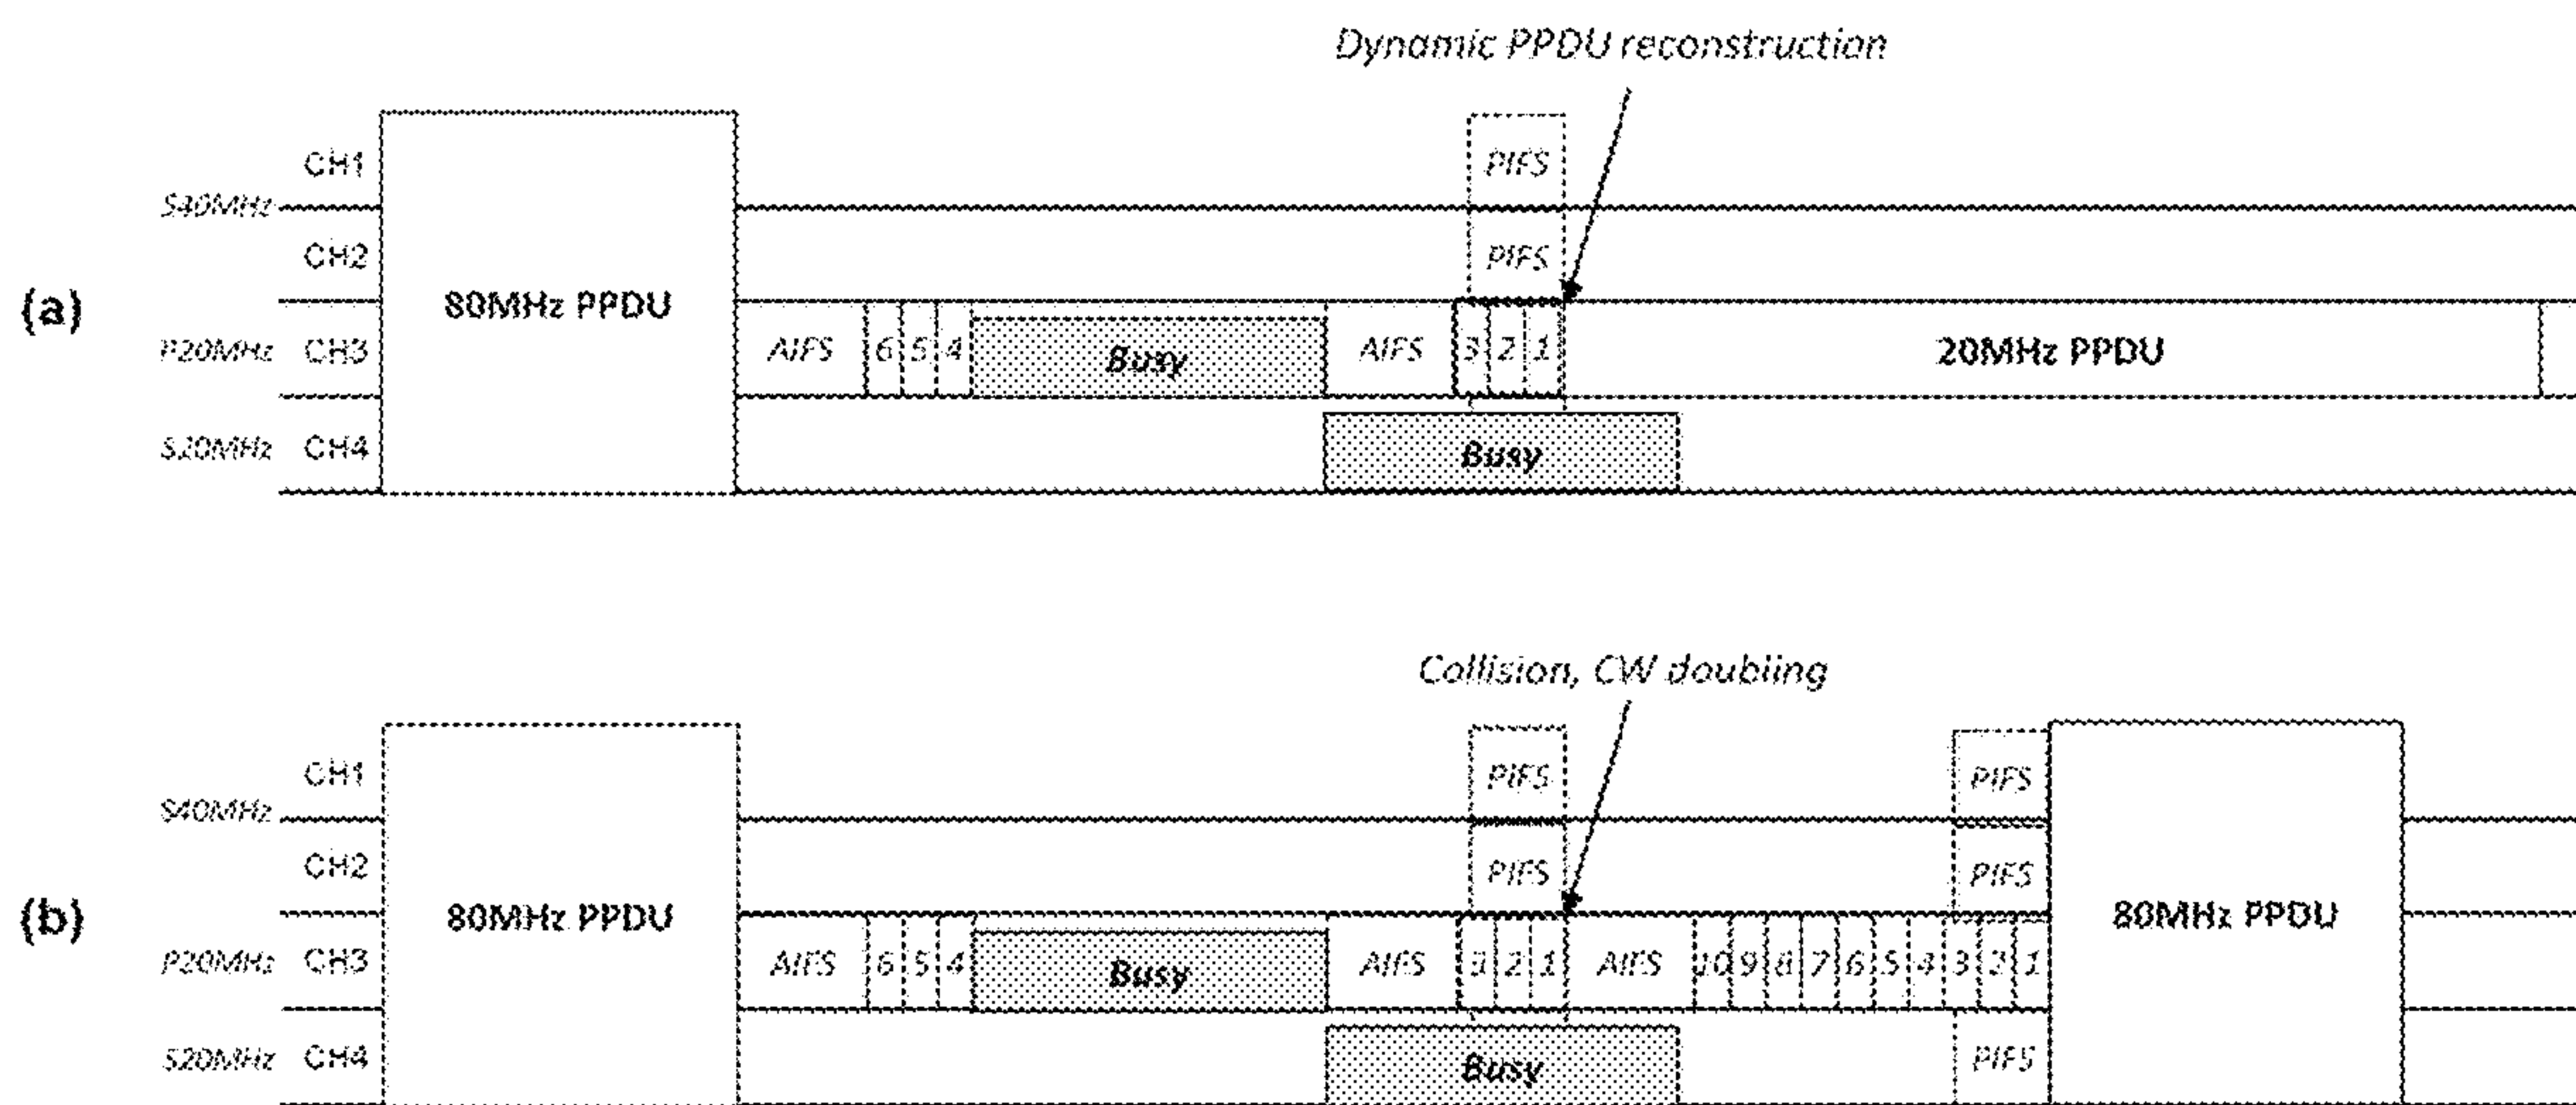 Dynamic PPDU reconstruction
CH1 PIFS
S40MHz
CH2 PIFS
(a) 80MHz PPDU
P20MHz CH3 AIFS 6 5 4 Busy AIFS 3 2 1 20MHz PPDU
S20MHz CH4 Busy
Collision, CW doubling
CH1 PIFS PIFS
S40MHz
CH2 PIFS PIFS
(b) 80MHz PPDU 80MHz PPDU
P20MHz CH3 AIFS 6 5 4 Busy AIFS 3 2 1 AIFS 10 9 8 7 6 5 4 3 2 1
S20MHz CH4 Busy PIFS